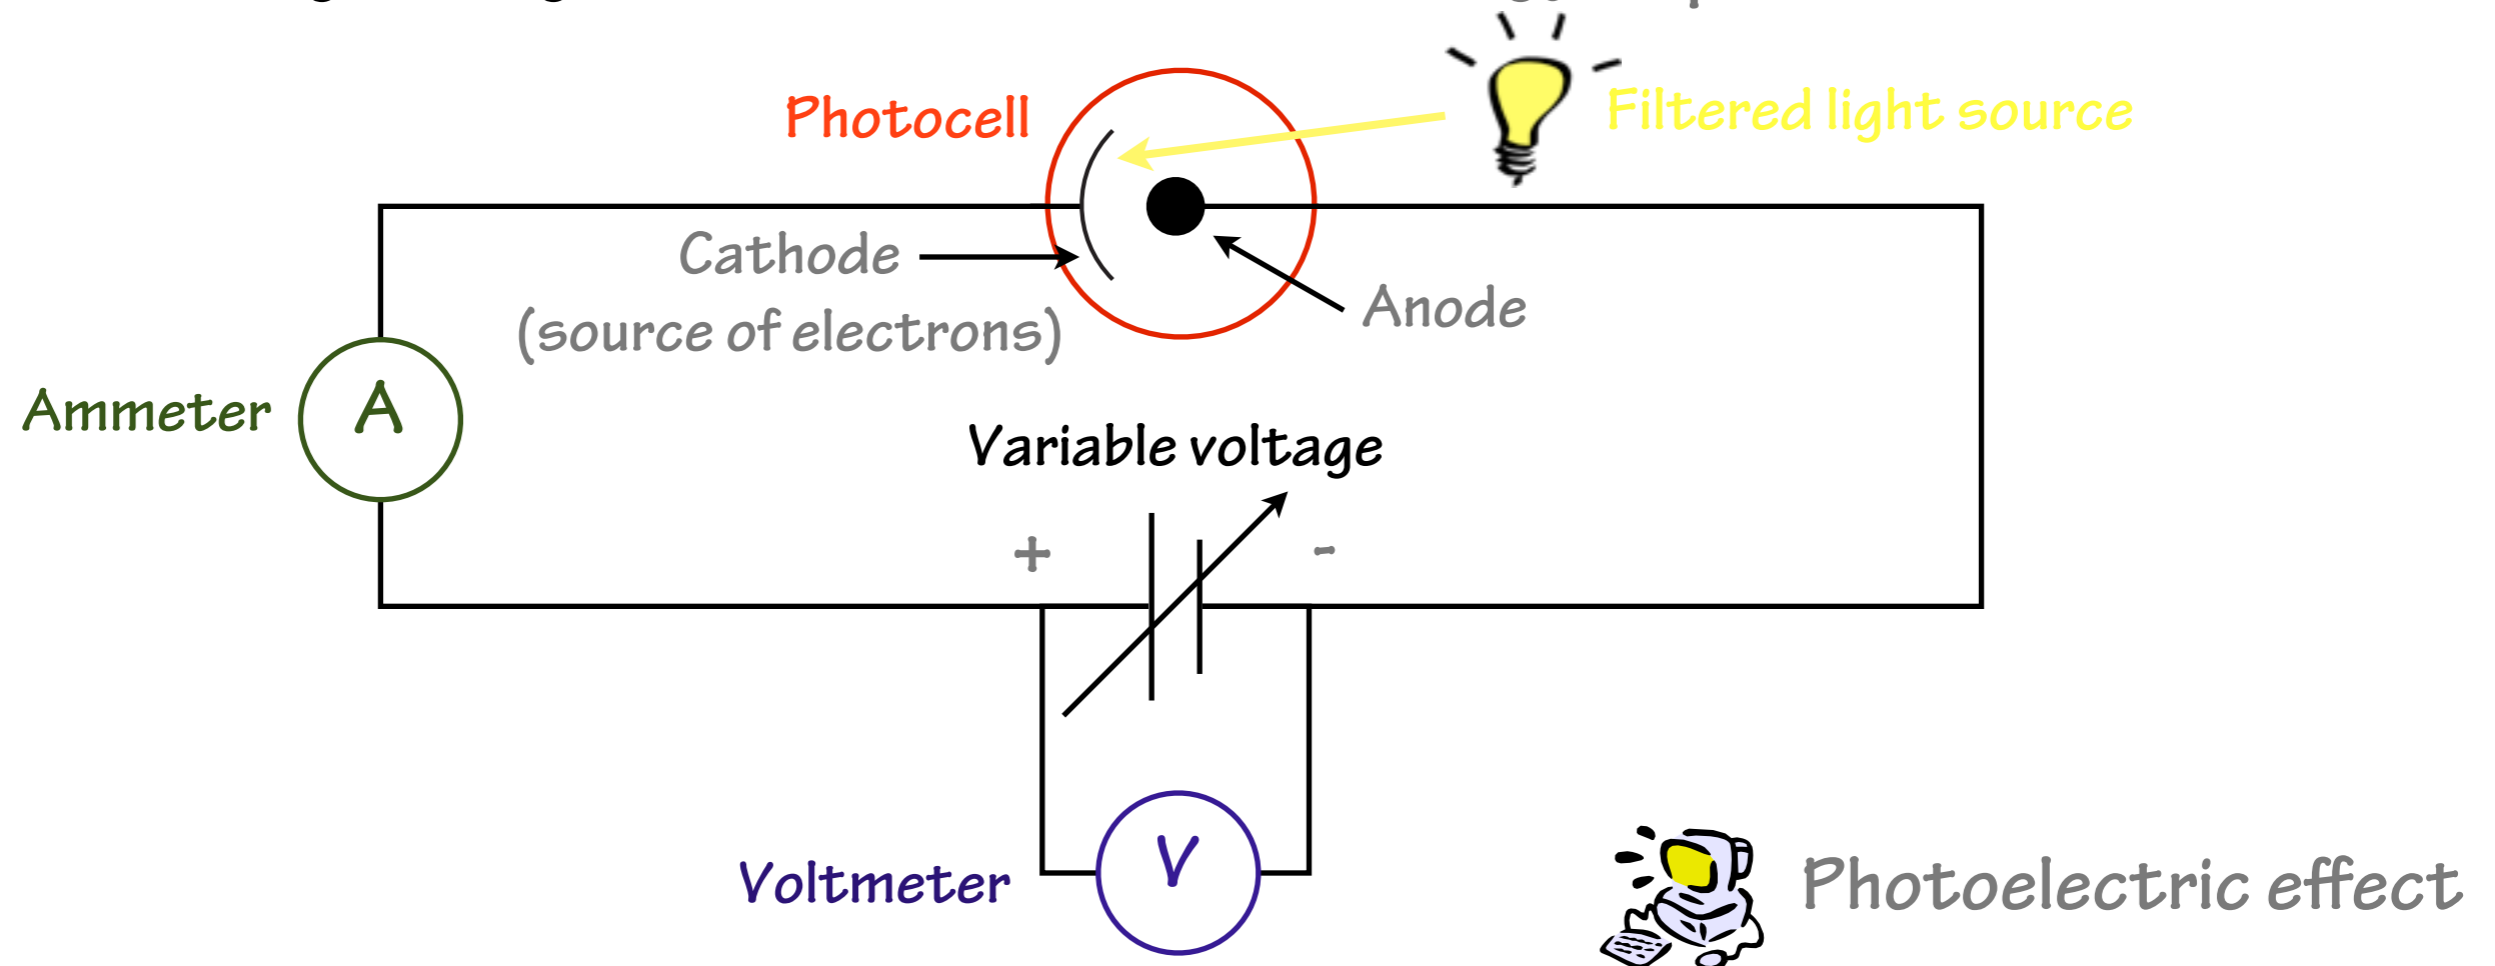 Photocell
Filtered light source
Cathode
(source of electrons)
Anode
Ammeter
A
Variable voltage
+ -
Voltmeter
V
Photoelectric effect